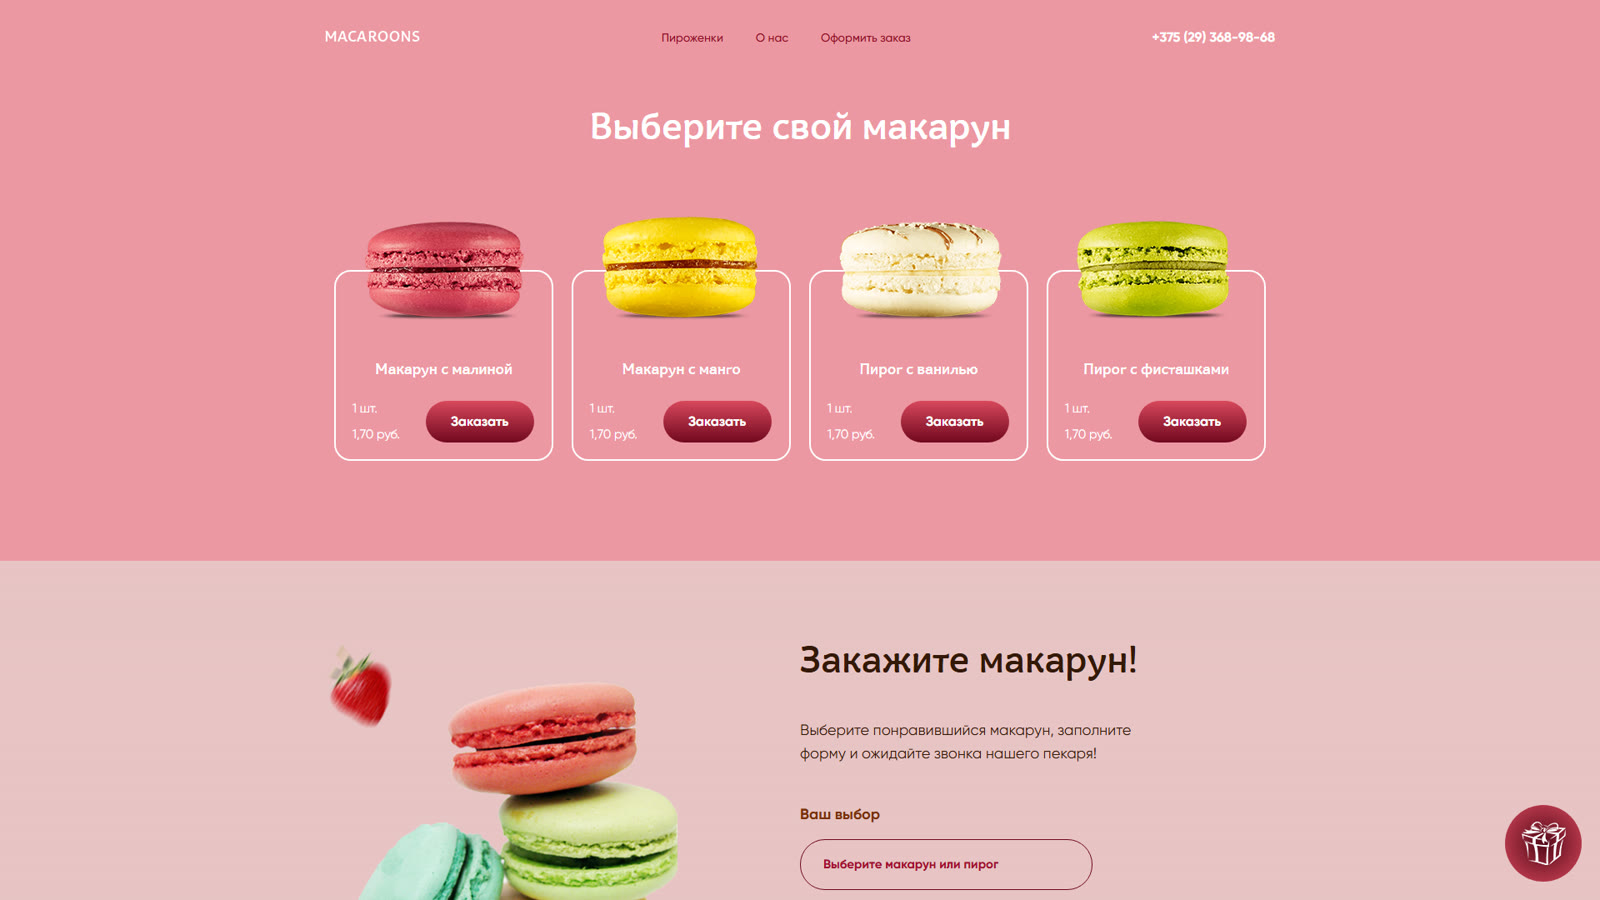 MACAROONS
Пироженки
О нас
Оформить заказ
+375 (29) 368-98-68
Выберите свой макарун
Макарун с малиной
1 шт.
1,70 руб.
Заказать
Макарун с манго
1 шт.
1,70 руб.
Заказать
Пирог с ванилью
1 шт.
1,70 руб.
Заказать
Пирог с фисташками
1 шт.
1,70 руб.
Заказать
Закажите макарун!
Выберите понравившийся макарун, заполните
форму и ожидайте звонка нашего пекаря!
Ваш выбор
Выберите макарун или пирог